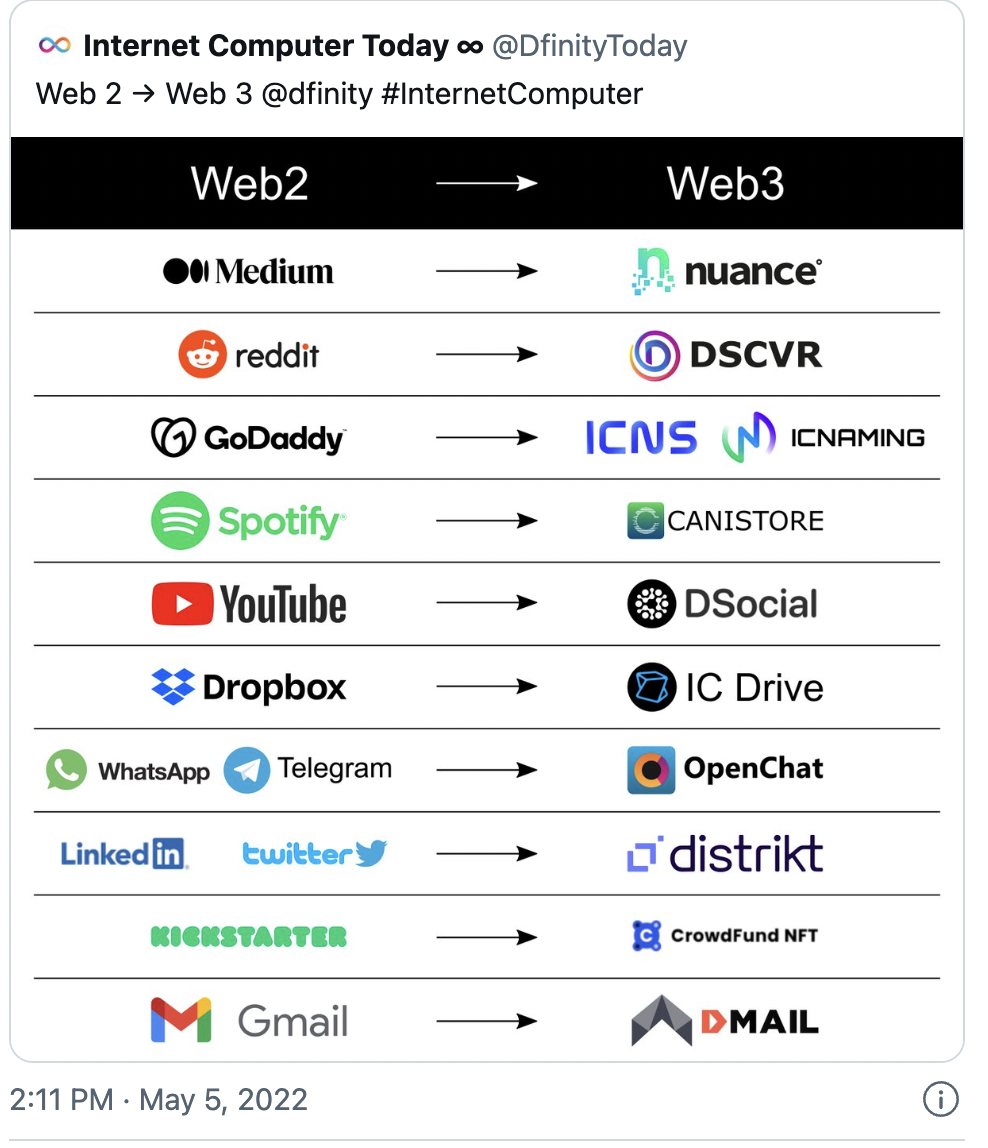 Internet Computer Today ∞ @DfinityToday
Web 2 → Web 3 @dfinity #InternetComputer
Web2 → Web3
Medium → nuance
reddit → DSCVR
GoDaddy → ICNS ICNAMING
Spotify → CANISTORE
YouTube → DSocial
Dropbox → IC Drive
WhatsApp Telegram → OpenChat
Linked in twitter → distrikt
KICKSTARTER → CrowdFund NFT
Gmail → DMAIL
2:11 PM · May 5, 2022